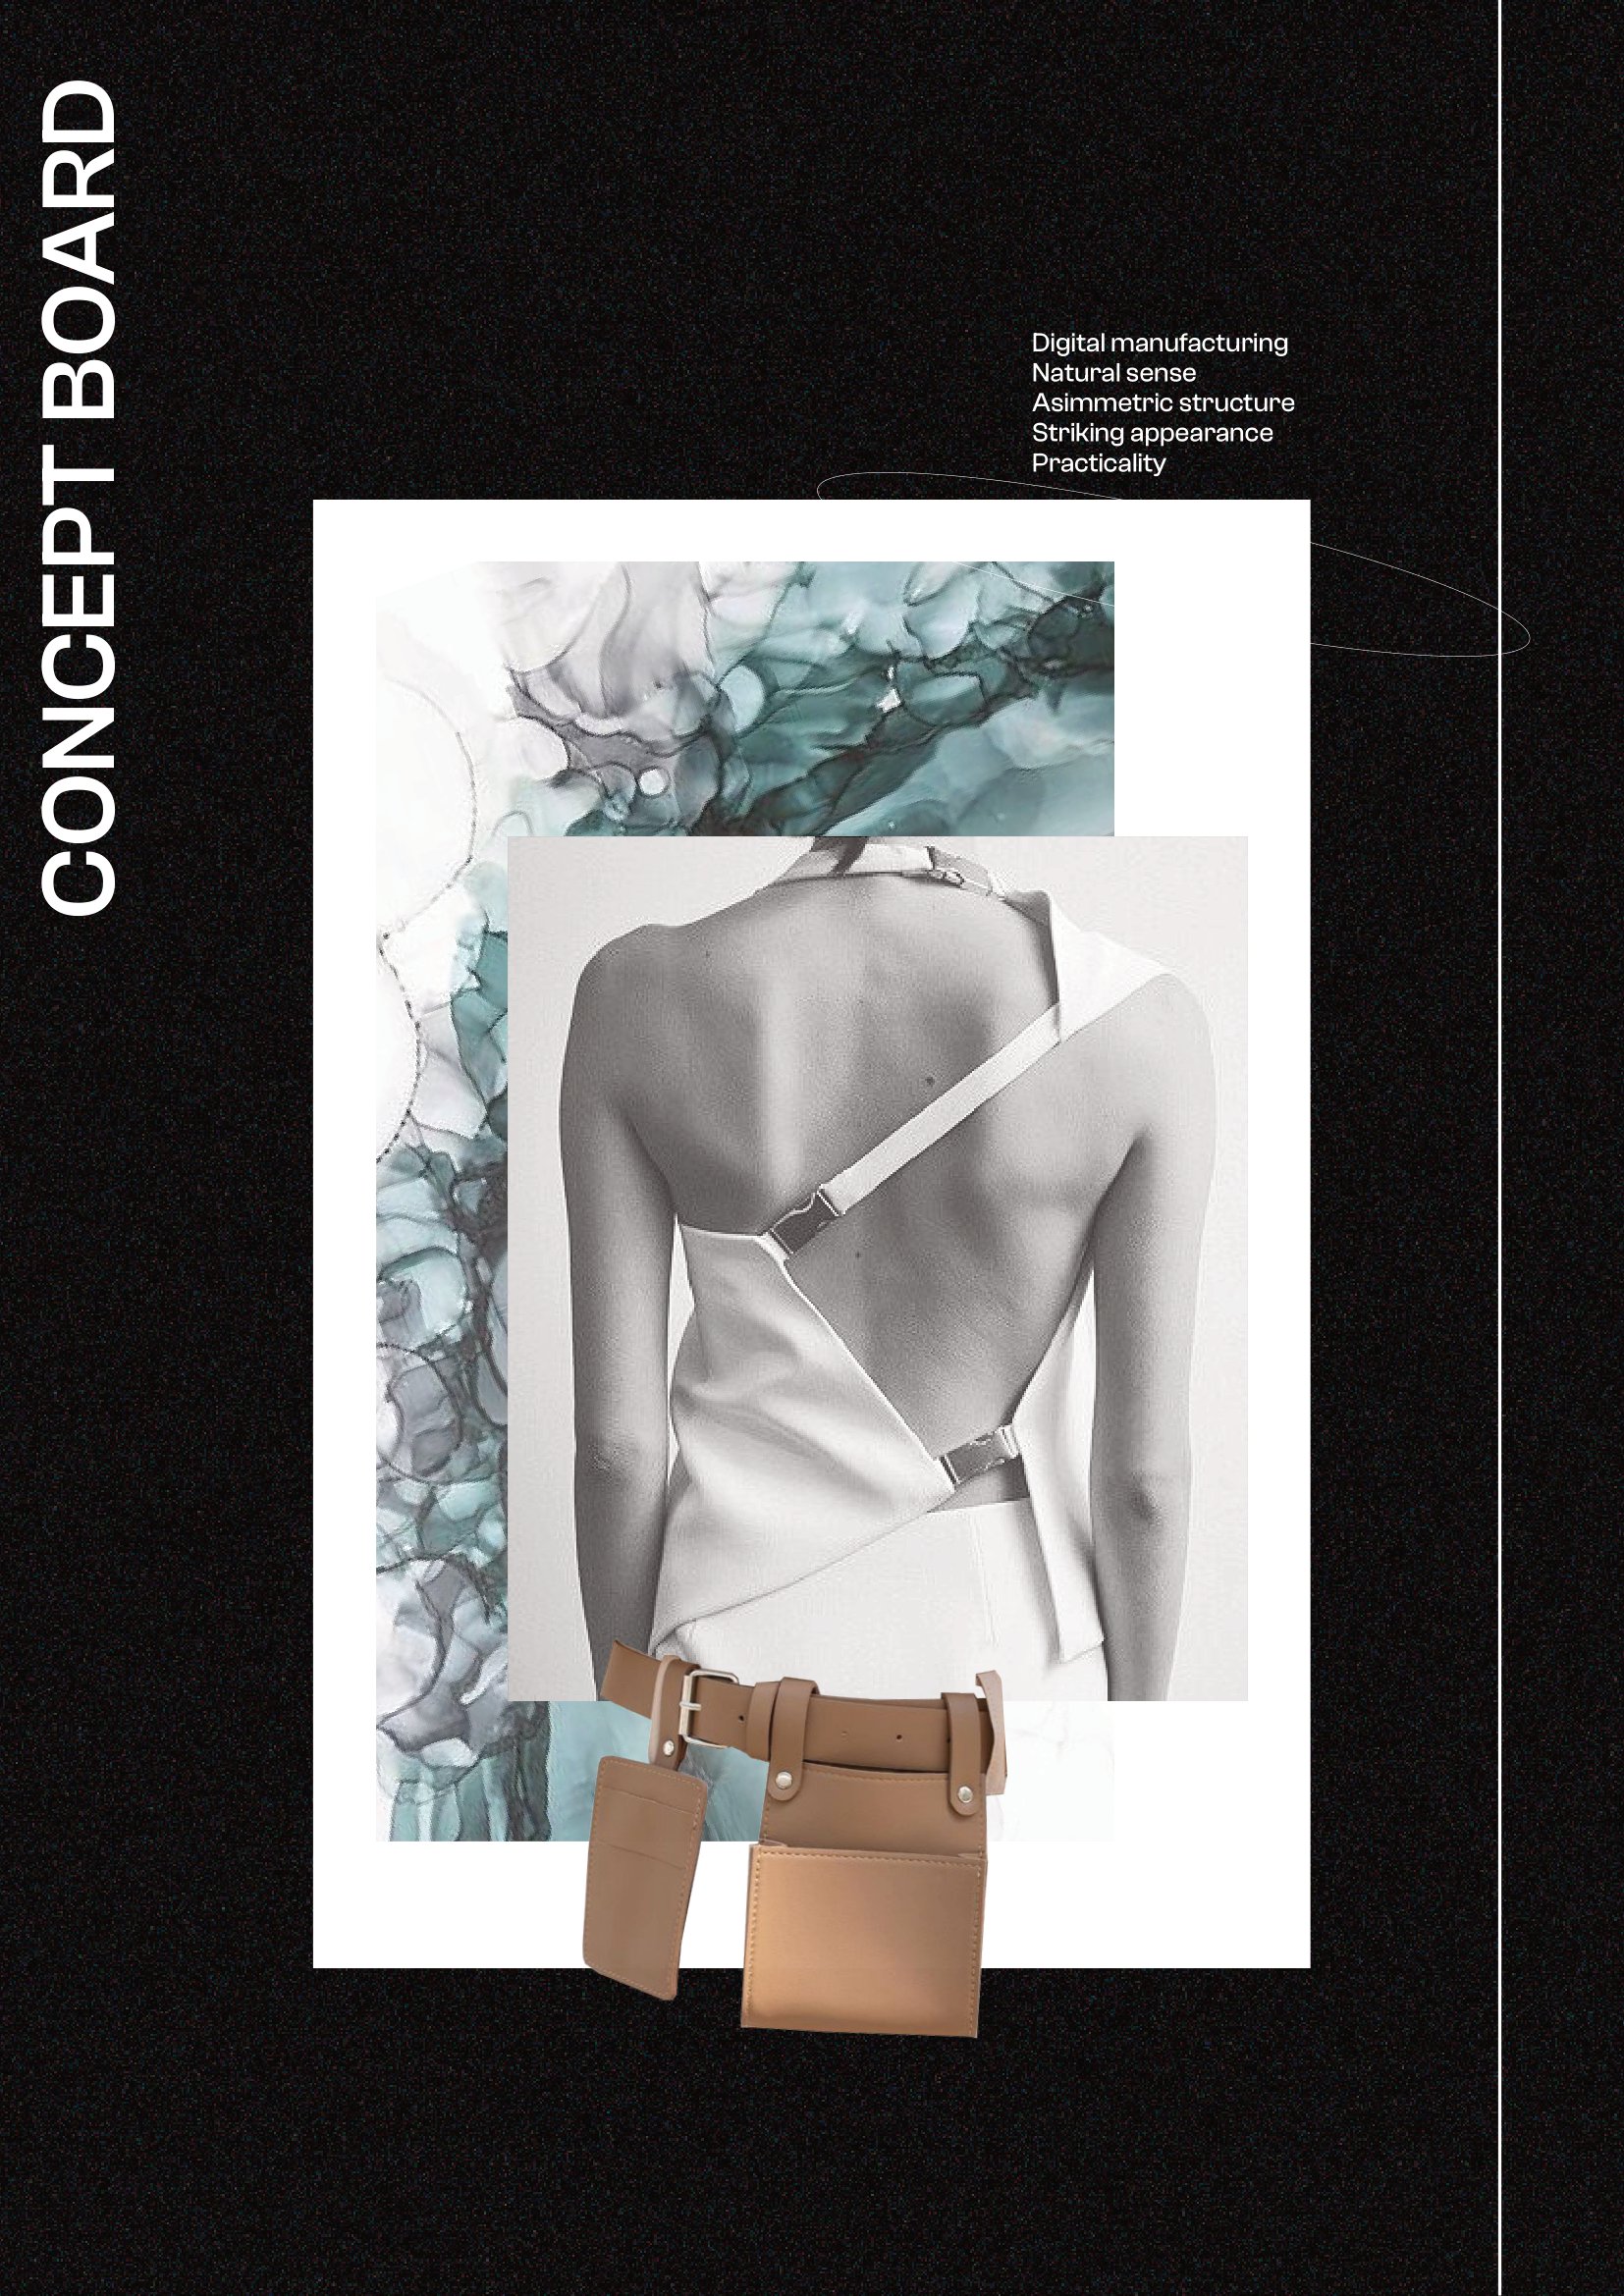 CONCEPT BOARD
Digital manufacturing
Natural sense
Asimmetric structure
Striking appearance
Practicality